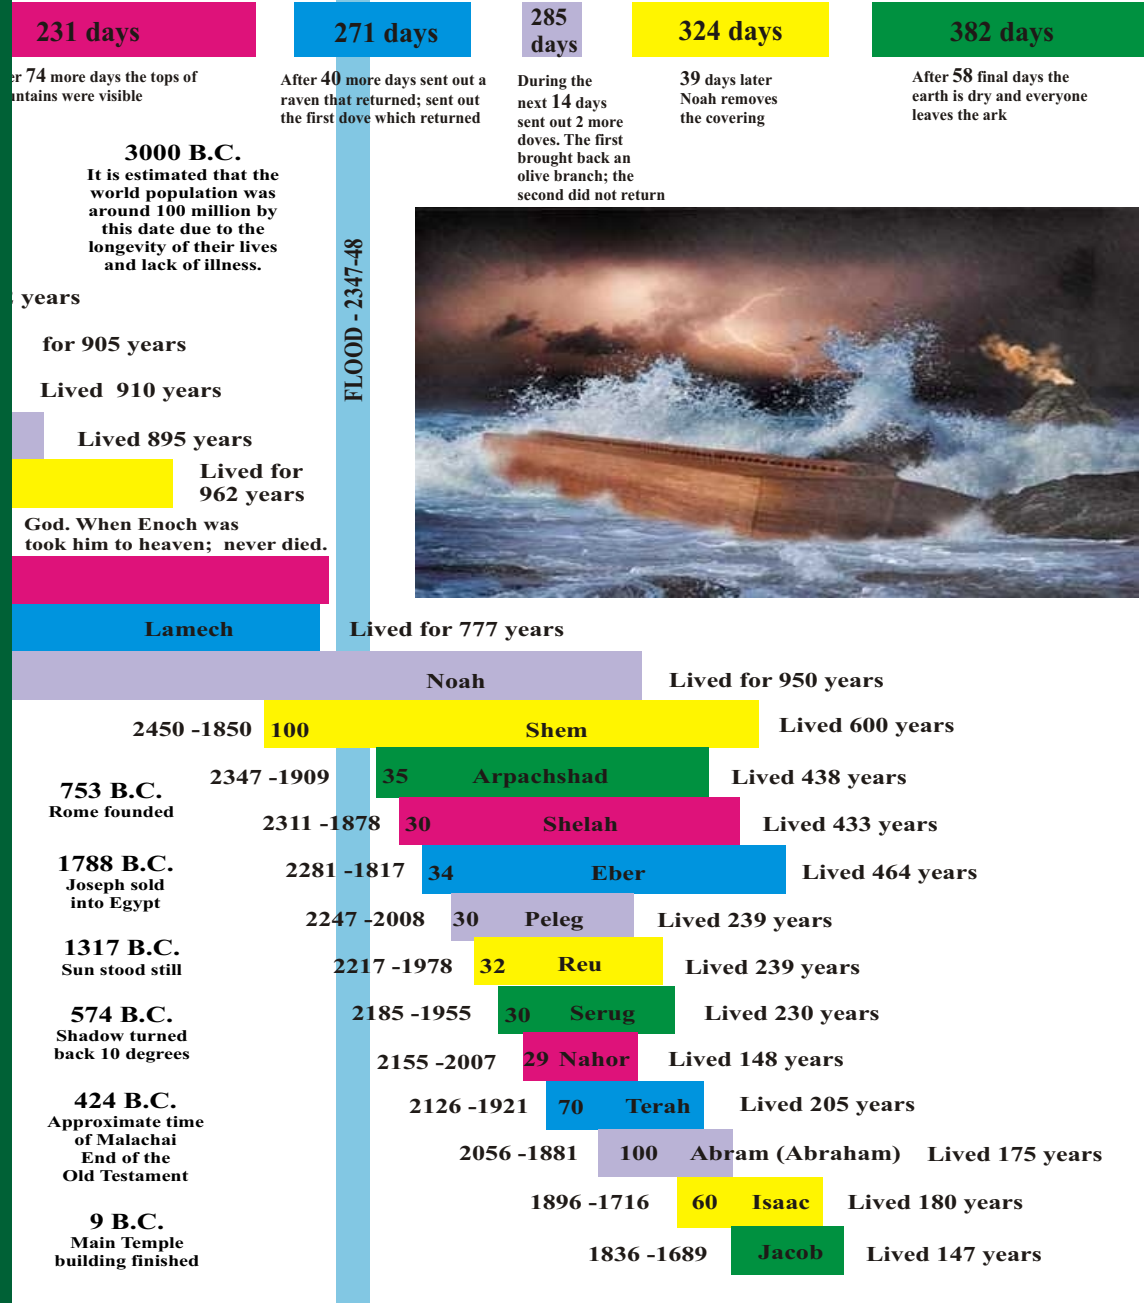 231 days
271 days
285
days
324 days
382 days
er 74 more days the tops of
untains were visible
After 40 more days sent out a
raven that returned; sent out
the first dove which returned
During the
next 14 days
sent out 2 more
doves. The first
brought back an
olive branch; the
second did not return
39 days later
Noah removes
the covering
After 58 final days the
earth is dry and everyone
leaves the ark
3000 B.C.
It is estimated that the
world population was
around 100 million by
this date due to the
longevity of their lives
and lack of illness.
FLOOD - 2347-48
years
for 905 years
Lived 910 years
Lived 895 years
Lived for
962 years
God. When Enoch was
took him to heaven; never died.
Lamech Lived for 777 years
Noah Lived for 950 years
2450 -1850 100 Shem Lived 600 years
2347 -1909 35 Arpachshad Lived 438 years
753 B.C.
Rome founded
2311 -1878 30 Shelah Lived 433 years
2281 -1817 34 Eber Lived 464 years
1788 B.C.
Joseph sold
into Egypt
2247 -2008 30 Peleg Lived 239 years
1317 B.C.
Sun stood still
2217 -1978 32 Reu Lived 239 years
2185 -1955 30 Serug Lived 230 years
574 B.C.
Shadow turned
back 10 degrees
2155 -2007 29 Nahor Lived 148 years
2126 -1921 70 Terah Lived 205 years
424 B.C.
Approximate time
of Malachai
End of the
Old Testament
2056 -1881 100 Abram (Abraham) Lived 175 years
1896 -1716 60 Isaac Lived 180 years
9 B.C.
Main Temple
building finished
1836 -1689 Jacob Lived 147 years